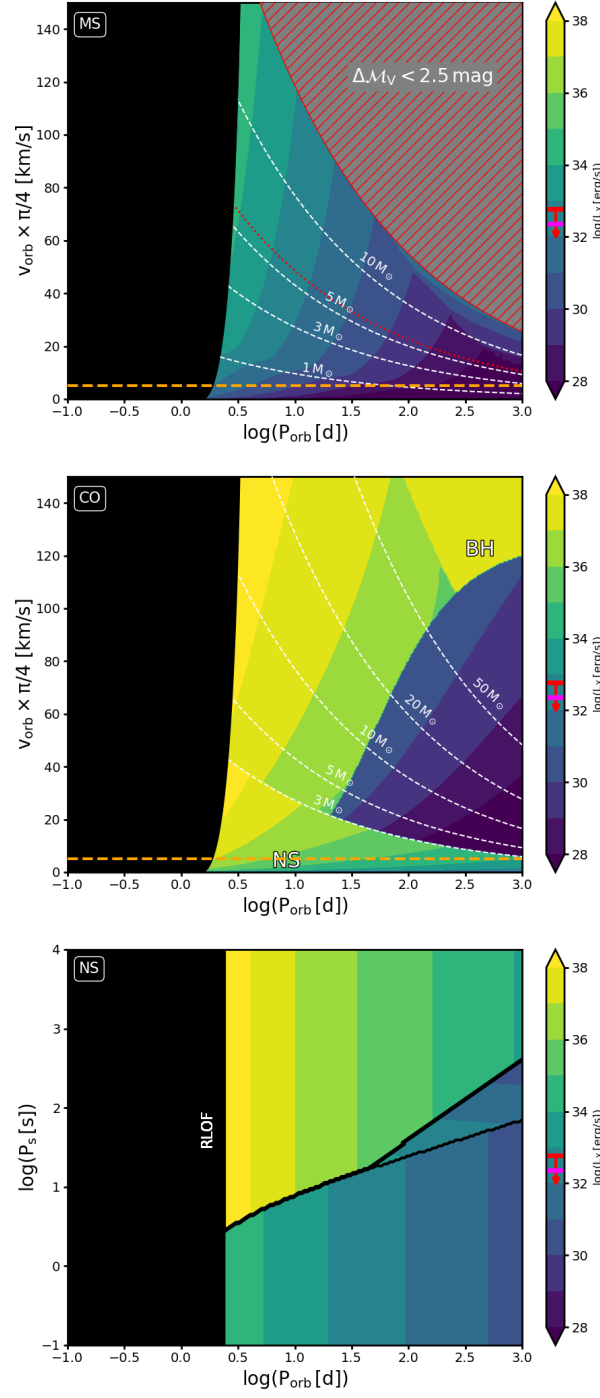 MS
ΔM_V < 2.5 mag
10 M⊙
5 M⊙
3 M⊙
1 M⊙
v_orb × π/4 [km/s]
140
120
100
80
60
40
20
0
-1.0 -0.5 0.0 0.5 1.0 1.5 2.0 2.5 3.0
log(P_orb [d])
38
36
34
32
30
28
log(L_X [erg/s])
CO
BH
50 M⊙
20 M⊙
10 M⊙
5 M⊙
3 M⊙
NS
v_orb × π/4 [km/s]
140
120
100
80
60
40
20
0
-1.0 -0.5 0.0 0.5 1.0 1.5 2.0 2.5 3.0
log(P_orb [d])
38
36
34
32
30
28
log(L_X [erg/s])
NS
RLOF
log(P_s [s])
4
3
2
1
0
-1
-1.0 -0.5 0.0 0.5 1.0 1.5 2.0 2.5 3.0
log(P_orb [d])
38
36
34
32
30
28
log(L_X [erg/s])